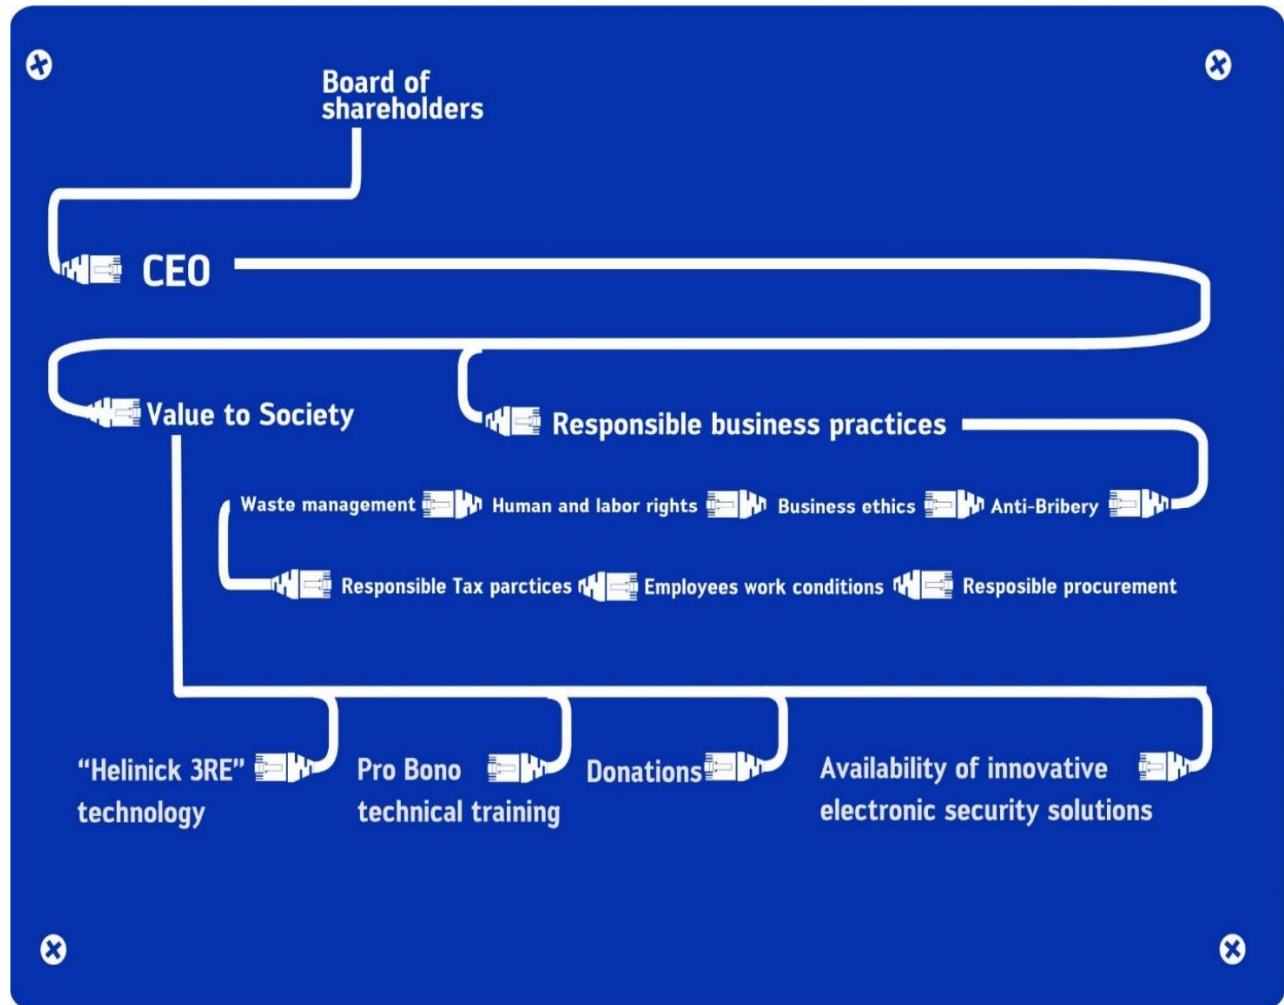 Board of
shareholders
CEO
Value to Society
Responsible business practices
Waste management
Human and labor rights
Business ethics
Anti-Bribery
Responsible Tax parctices
Employees work conditions
Resposible procurement
“Helinick 3RE”
technology
Pro Bono
technical training
Donations
Availability of innovative
electronic security solutions